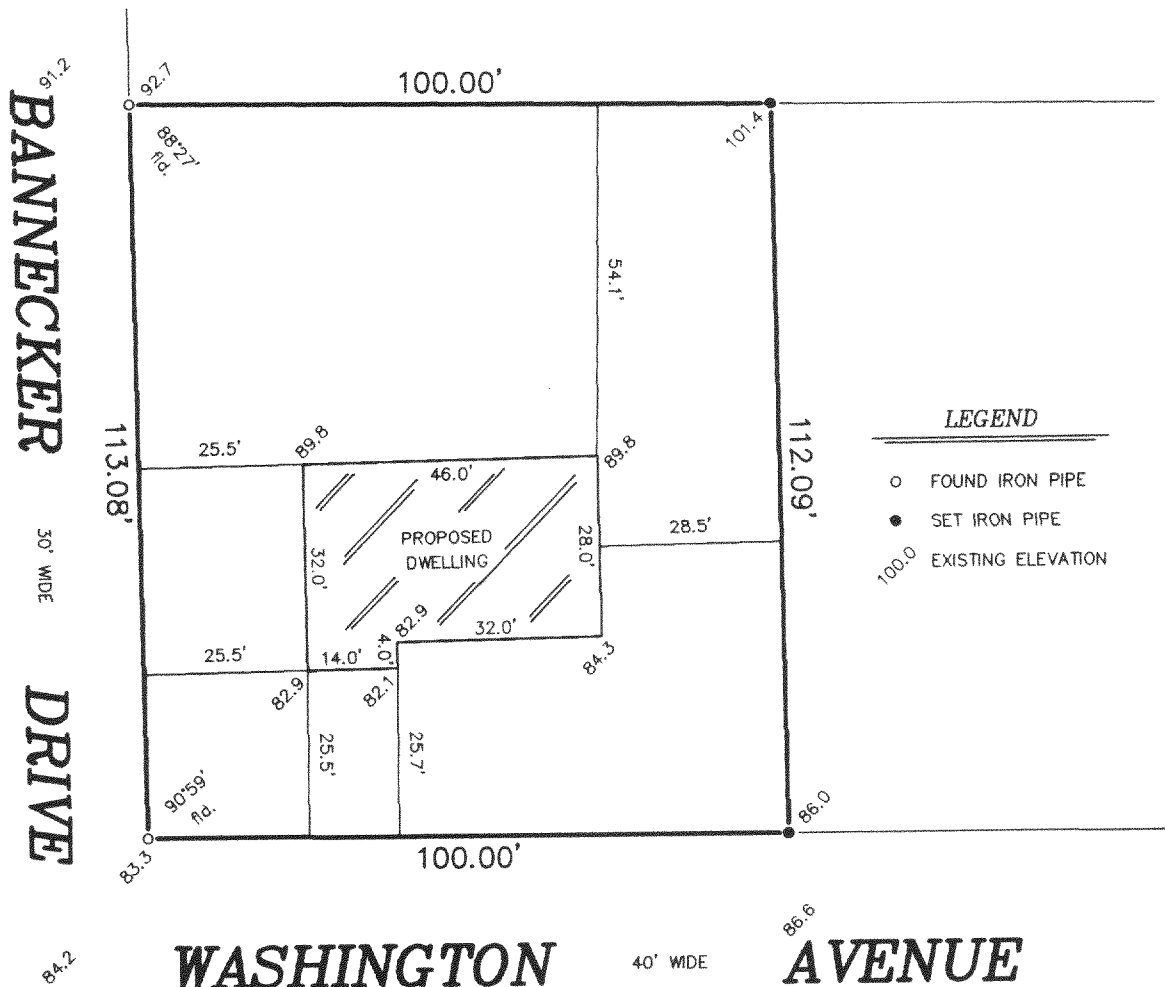 91.2
92.7
100.00'
101.4
88°27'
fld.
BANNECKER
30' WIDE
DRIVE
54.1'
113.08'
112.09'
25.5'
89.8
46.0'
89.8
PROPOSED
DWELLING
32.0'
28.0'
28.5'
82.9
32.0'
4.0'
84.3
25.5'
14.0'
82.9
82.1
25.5'
25.7'
90°59'
fld.
83.3
100.00'
86.0
LEGEND
FOUND IRON PIPE
SET IRON PIPE
100.0 EXISTING ELEVATION
84.2
WASHINGTON 40' WIDE AVENUE
86.6